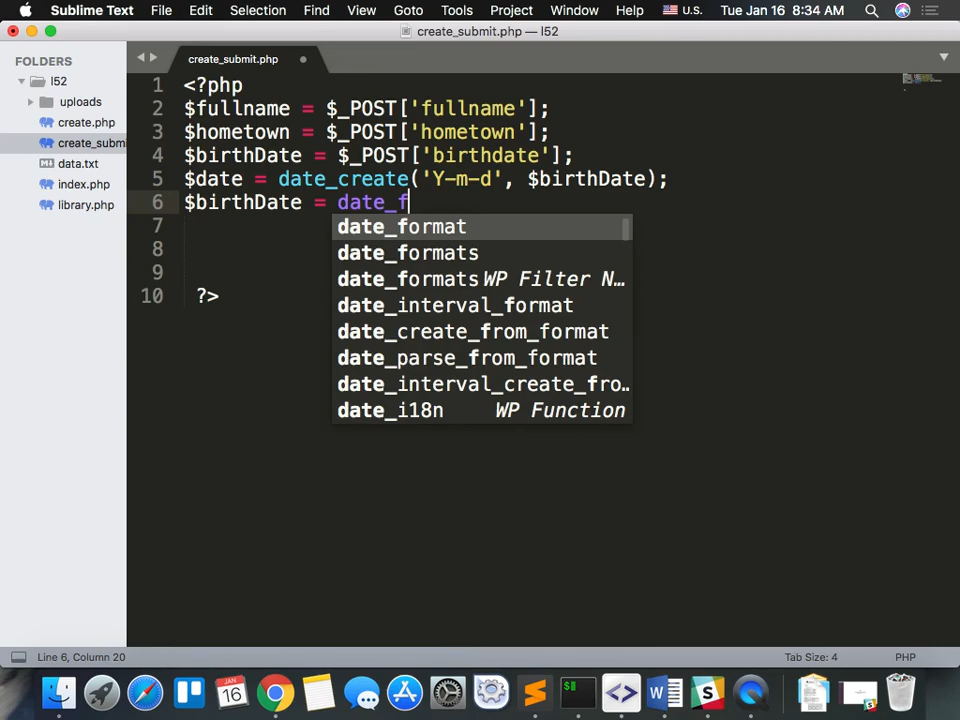 Sublime Text File Edit Selection Find View Goto Tools Project Window Help U.S. Tue Jan 16 8:34 AM
create_submit.php — l52
FOLDERS
l52
uploads
create.php
create_submi
data.txt
index.php
library.php
create_submit.php
1 <?php
2 $fullname = $_POST['fullname'];
3 $hometown = $_POST['hometown'];
4 $birthDate = $_POST['birthdate'];
5 $date = date_create('Y-m-d', $birthDate);
6 $birthDate = date_f
7
8
9
10 ?>
date_format
date_formats
date_formats WP Filter N…
date_interval_format
date_create_from_format
date_parse_from_format
date_interval_create_fro…
date_i18n WP Function
Line 6, Column 20 Tab Size: 4 PHP
JAN
16